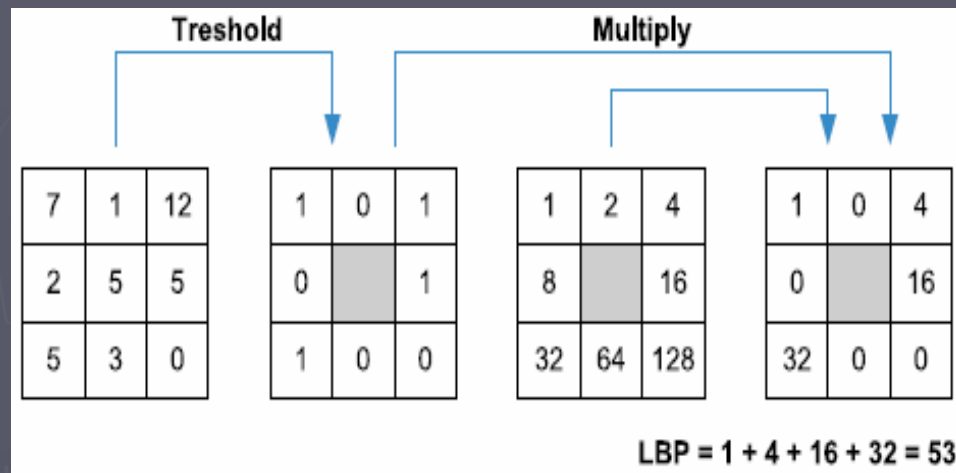 Treshold Multiply
7 1 12 1 0 1 1 2 4 1 0 4
2 5 5 0 1 8 16 0 16
5 3 0 1 0 0 32 64 128 32 0 0
LBP = 1 + 4 + 16 + 32 = 53